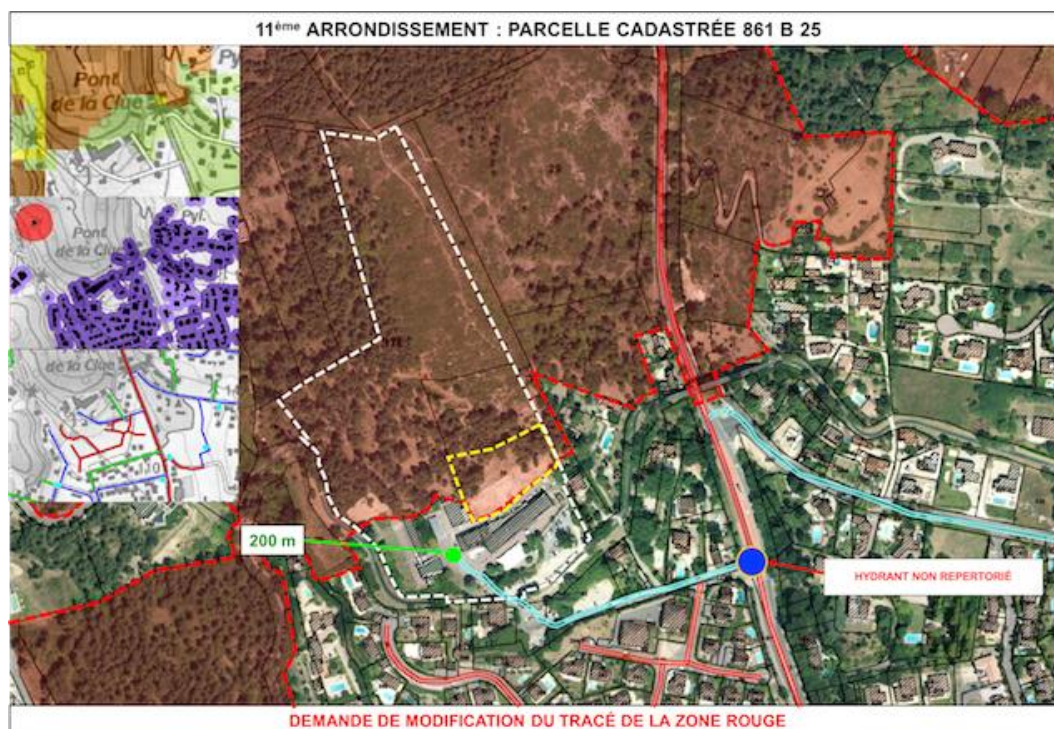 11ème ARRONDISSEMENT : PARCELLE CADASTRÉE 861 B 25
Pont
de la Clue
Pont
de la Clue
Pyl.
de la Clue
200 m
HYDRANT NON REPERTORIÉ
DEMANDE DE MODIFICATION DU TRACÉ DE LA ZONE ROUGE